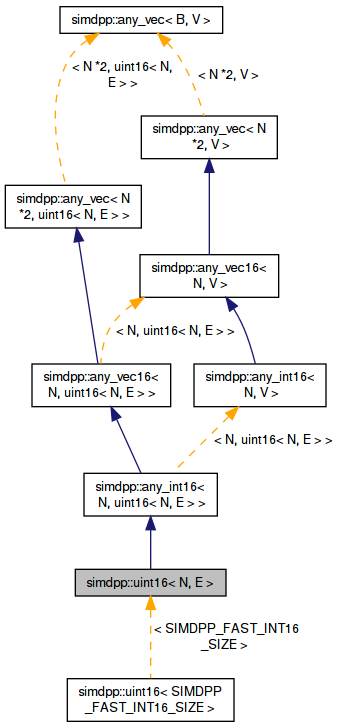 simdpp::any_vec< B, V >
< N *2, uint16< N,
E > >
< N *2, V >
simdpp::any_vec< N
*2, V >
simdpp::any_vec< N
*2, uint16< N, E > >
simdpp::any_vec16<
N, V >
< N, uint16< N, E > >
simdpp::any_vec16<
N, uint16< N, E > >
simdpp::any_int16<
N, V >
< N, uint16< N, E > >
simdpp::any_int16<
N, uint16< N, E > >
simdpp::uint16< N, E >
< SIMDPP_FAST_INT16
_SIZE >
simdpp::uint16< SIMDPP
_FAST_INT16_SIZE >